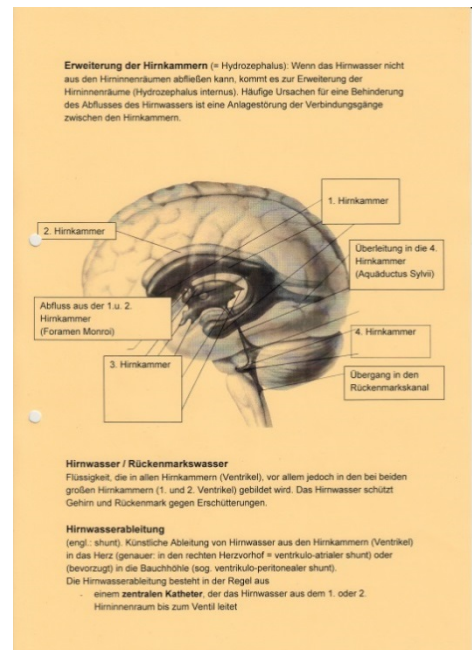 Erweiterung der Hirnkammern (= Hydrozephalus): Wenn das Hirnwasser nicht
aus den Hirninnenräumen abfließen kann, kommt es zur Erweiterung der
Hirninnenräume (Hydrozephalus internus). Häufige Ursachen für eine Behinderung
des Abflusses des Hirnwassers ist eine Anlagestörung der Verbindungsgänge
zwischen den Hirnkammern.
1. Hirnkammer
2. Hirnkammer
Überleitung in die 4.
Hirnkammer
(Aquäductus Sylvii)
Abfluss aus der 1.u. 2.
Hirnkammer
(Foramen Monroi)
4. Hirnkammer
3. Hirnkammer
Übergang in den
Rückenmarkskanal
Hirnwasser / Rückenmarkswasser
Flüssigkeit, die in allen Hirnkammern (Ventrikel), vor allem jedoch in den bei beiden
großen Hirnkammern (1. und 2. Ventrikel) gebildet wird. Das Hirnwasser schützt
Gehirn und Rückenmark gegen Erschütterungen.
Hirnwasserableitung
(engl.: shunt). Künstliche Ableitung von Hirnwasser aus den Hirnkammern (Ventrikel)
in das Herz (genauer: in den rechten Herzvorhof = ventrikulo-atrialer shunt) oder
(bevorzugt) in die Bauchhöhle (sog. ventrikulo-peritonealer shunt).
Die Hirnwasserableitung besteht in der Regel aus
- einem zentralen Katheter, der das Hirnwasser aus dem 1. oder 2.
Hirninnenraum bis zum Ventil leitet